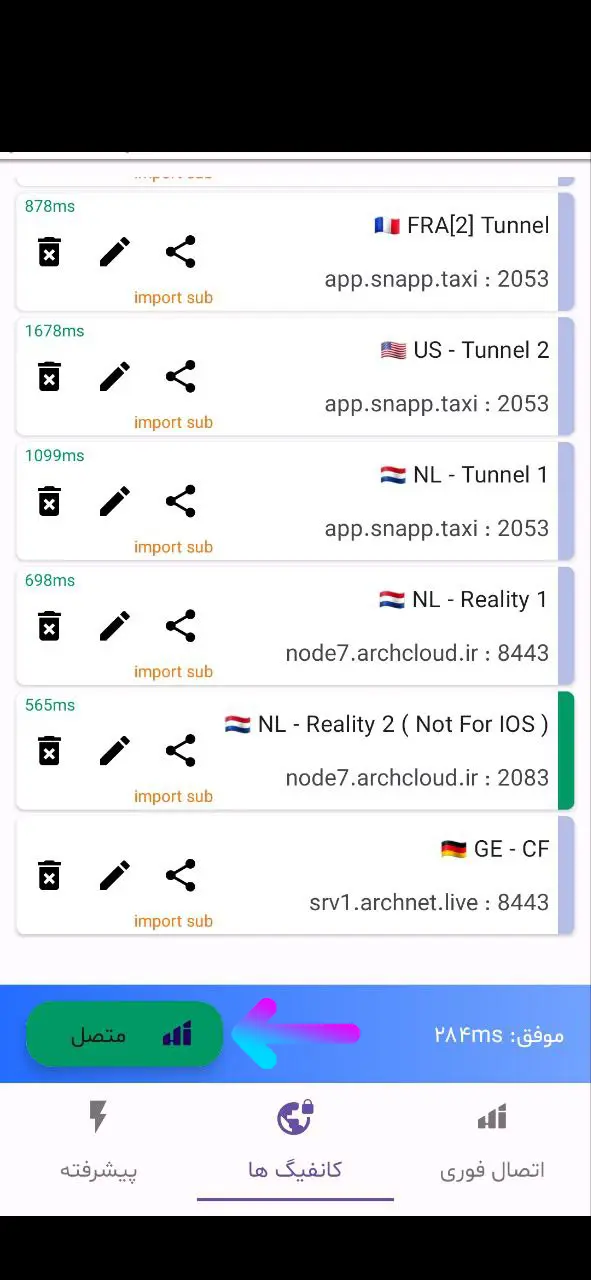 878ms
🇫🇷 FRA[2] Tunnel
app.snapp.taxi : 2053
import sub
1678ms
🇺🇸 US - Tunnel 2
app.snapp.taxi : 2053
import sub
1099ms
🇳🇱 NL - Tunnel 1
app.snapp.taxi : 2053
import sub
698ms
🇳🇱 NL - Reality 1
node7.archcloud.ir : 8443
import sub
565ms
🇳🇱 NL - Reality 2 ( Not For IOS )
node7.archcloud.ir : 2083
import sub
🇩🇪 GE - CF
srv1.archnet.live : 8443
import sub
موفق: ۲۸۴ms
متصل
اتصال فوری
کانفیگ ها
پیشرفته